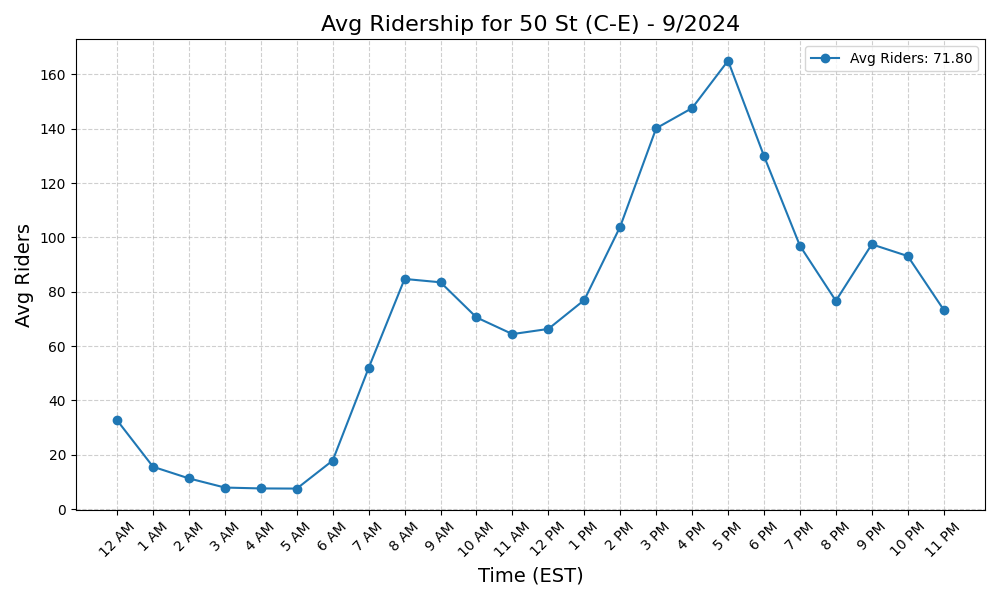 Avg Ridership for 50 St (C-E) - 9/2024
Avg Riders: 71.80
Avg Riders
160
140
120
100
80
60
40
20
0
12 AM
1 AM
2 AM
3 AM
4 AM
5 AM
6 AM
7 AM
8 AM
9 AM
10 AM
11 AM
12 PM
1 PM
2 PM
3 PM
4 PM
5 PM
6 PM
7 PM
8 PM
9 PM
10 PM
11 PM
Time (EST)